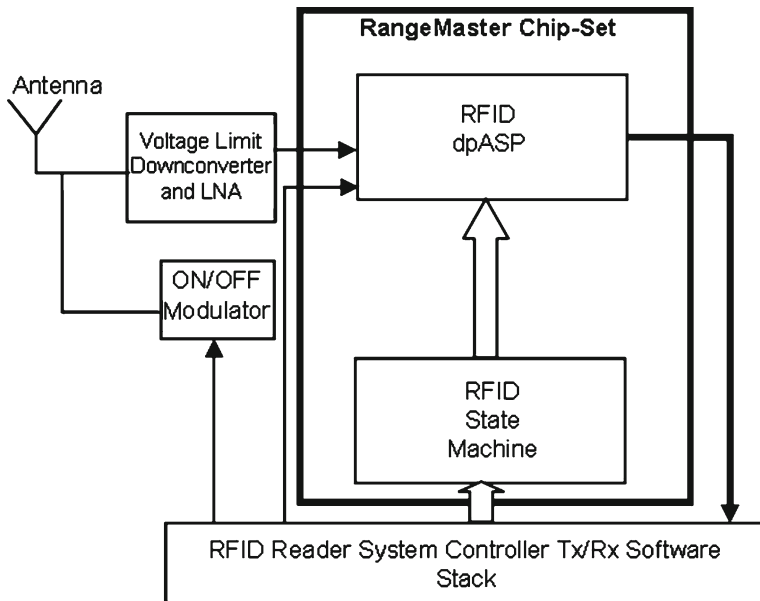 RangeMaster Chip-Set
Antenna
Voltage Limit
Downconverter
and LNA
RFID
dpASP
ON/OFF
Modulator
RFID
State
Machine
RFID Reader System Controller Tx/Rx Software
Stack